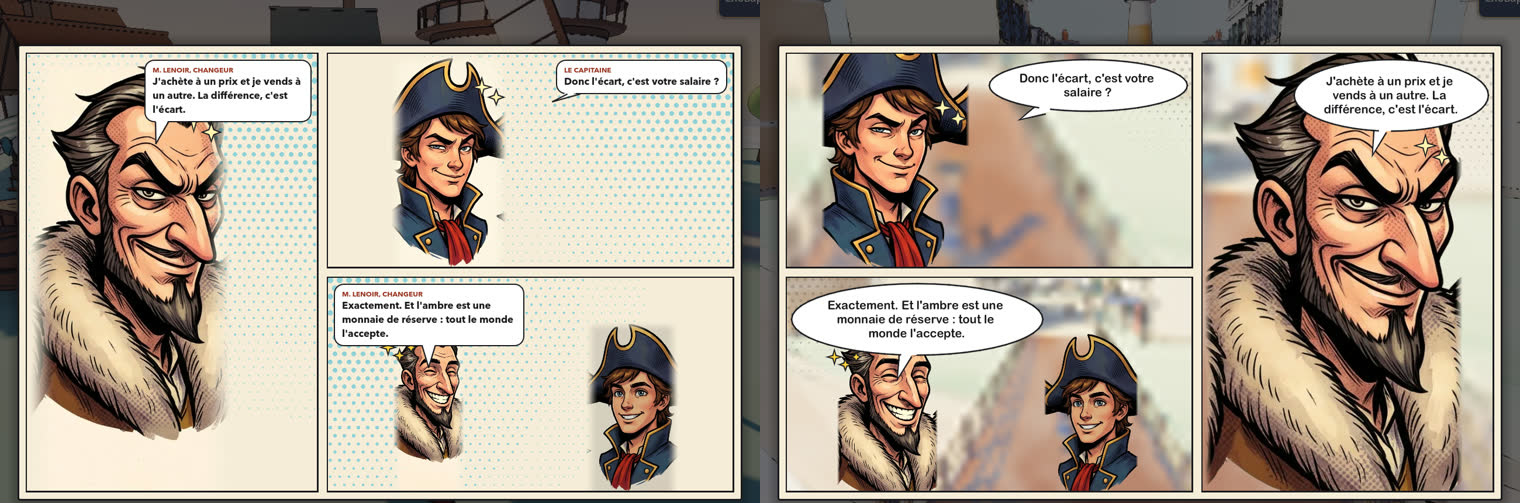 M. LENOIR, CHANGEUR
J'achète à un prix et je vends à
un autre. La différence, c'est
l'écart.
LE CAPITAINE
Donc l'écart, c'est votre salaire ?
M. LENOIR, CHANGEUR
Exactement. Et l'ambre est une
monnaie de réserve : tout le monde
l'accepte.
Donc l'écart, c'est votre
salaire ?
J'achète à un prix et je
vends à un autre. La
différence, c'est l'écart.
Exactement. Et l'ambre est une
monnaie de réserve : tout le
monde l'accepte.